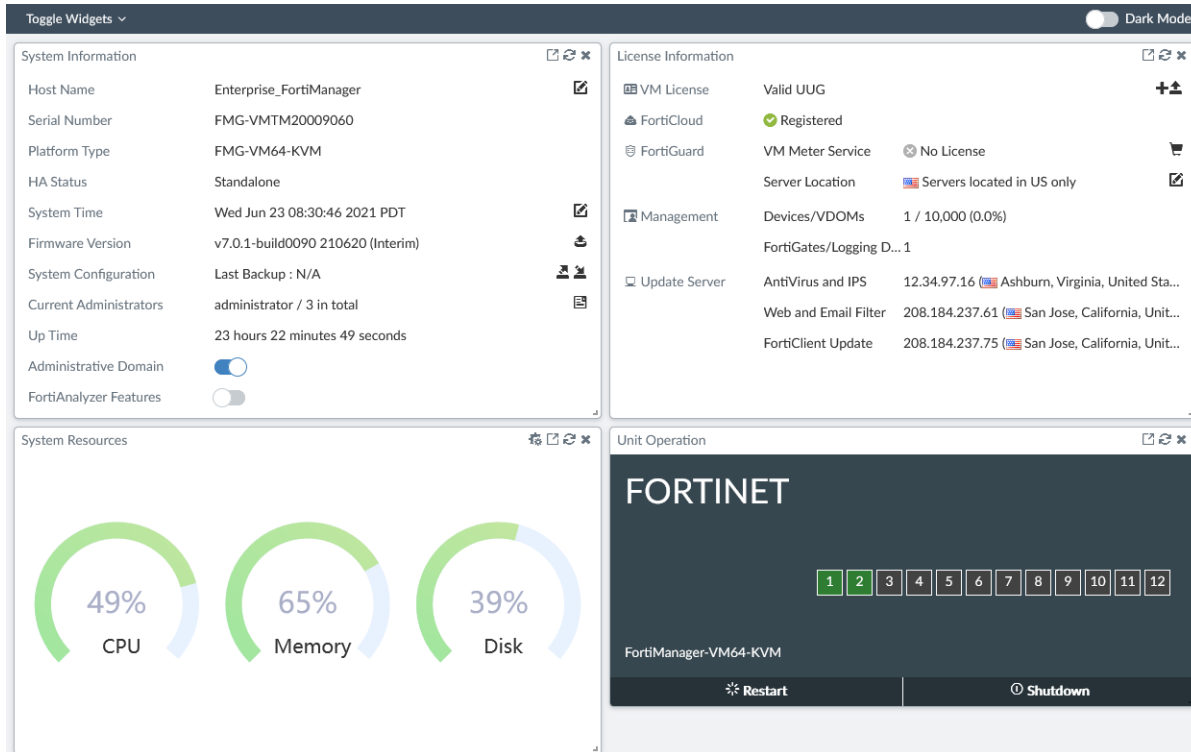 Toggle Widgets
Dark Mode
System Information
Host Name Enterprise_FortiManager
Serial Number FMG-VMTM20009060
Platform Type FMG-VM64-KVM
HA Status Standalone
System Time Wed Jun 23 08:30:46 2021 PDT
Firmware Version v7.0.1-build0090 210620 (Interim)
System Configuration Last Backup : N/A
Current Administrators administrator / 3 in total
Up Time 23 hours 22 minutes 49 seconds
Administrative Domain
FortiAnalyzer Features
License Information
VM License Valid UUG
FortiCloud Registered
FortiGuard VM Meter Service No License
Server Location Servers located in US only
Management Devices/VDOMs 1 / 10,000 (0.0%)
FortiGates/Logging D... 1
Update Server AntiVirus and IPS 12.34.97.16 (Ashburn, Virginia, United Sta...
Web and Email Filter 208.184.237.61 (San Jose, California, Unit...
FortiClient Update 208.184.237.75 (San Jose, California, Unit...
System Resources
49% 65% 39%
CPU Memory Disk
Unit Operation
FORTINET
1 2 3 4 5 6 7 8 9 10 11 12
FortiManager-VM64-KVM
Restart Shutdown